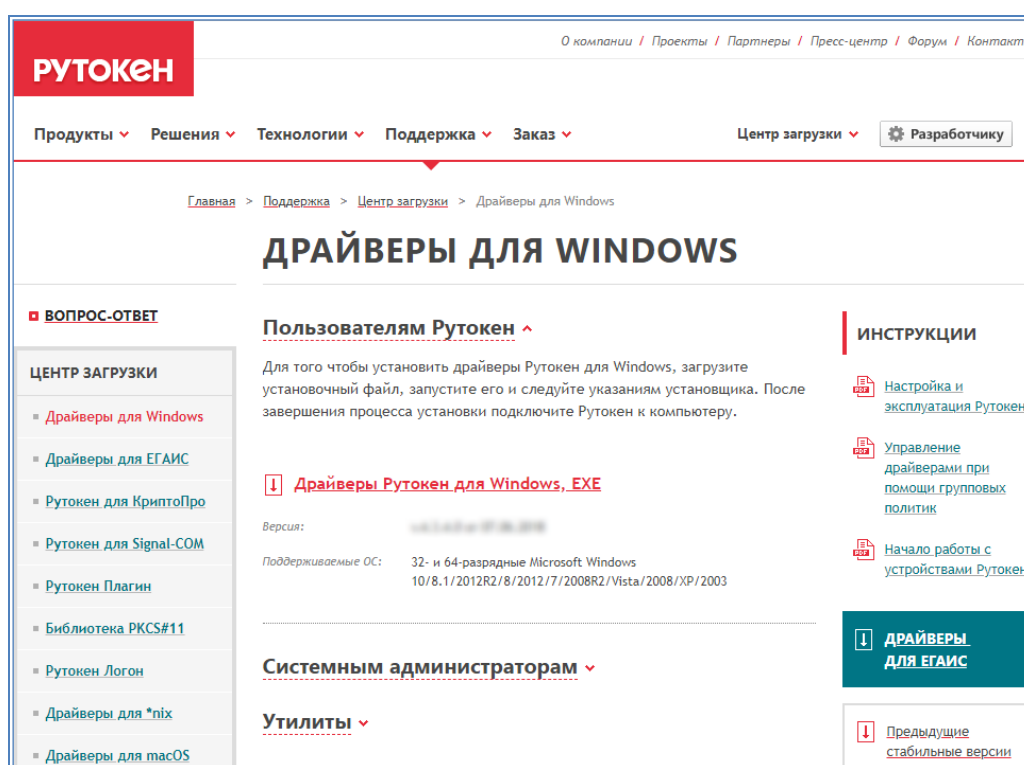 РУТОКЕН
О компании / Проекты / Партнеры / Пресс-центр / Форум / Контакт
Продукты Решения Технологии Поддержка Заказ Центр загрузки Разработчику
Главная > Поддержка > Центр загрузки > Драйверы для Windows
ДРАЙВЕРЫ ДЛЯ WINDOWS
ВОПРОС-ОТВЕТ
ЦЕНТР ЗАГРУЗКИ
Драйверы для Windows
Драйверы для ЕГАИС
Рутокен для КриптоПро
Рутокен для Signal-COM
Рутокен Плагин
Библиотека PKCS#11
Рутокен Логон
Драйверы для *nix
Драйверы для macOS
Пользователям Рутокен
Для того чтобы установить драйверы Рутокен для Windows, загрузите
установочный файл, запустите его и следуйте указаниям установщика. После
завершения процесса установки подключите Рутокен к компьютеру.
Драйверы Рутокен для Windows, EXE
Версия:
Поддерживаемые ОС: 32- и 64-разрядные Microsoft Windows
10/8.1/2012R2/8/2012/7/2008R2/Vista/2008/XP/2003
Системным администраторам
Утилиты
ИНСТРУКЦИИ
PDF Настройка и
эксплуатация Рутокен
PDF Управление
драйверами при
помощи групповых
политик
PDF Начало работы с
устройствами Рутокен
ДРАЙВЕРЫ
ДЛЯ ЕГАИС
Предыдущие
стабильные версии